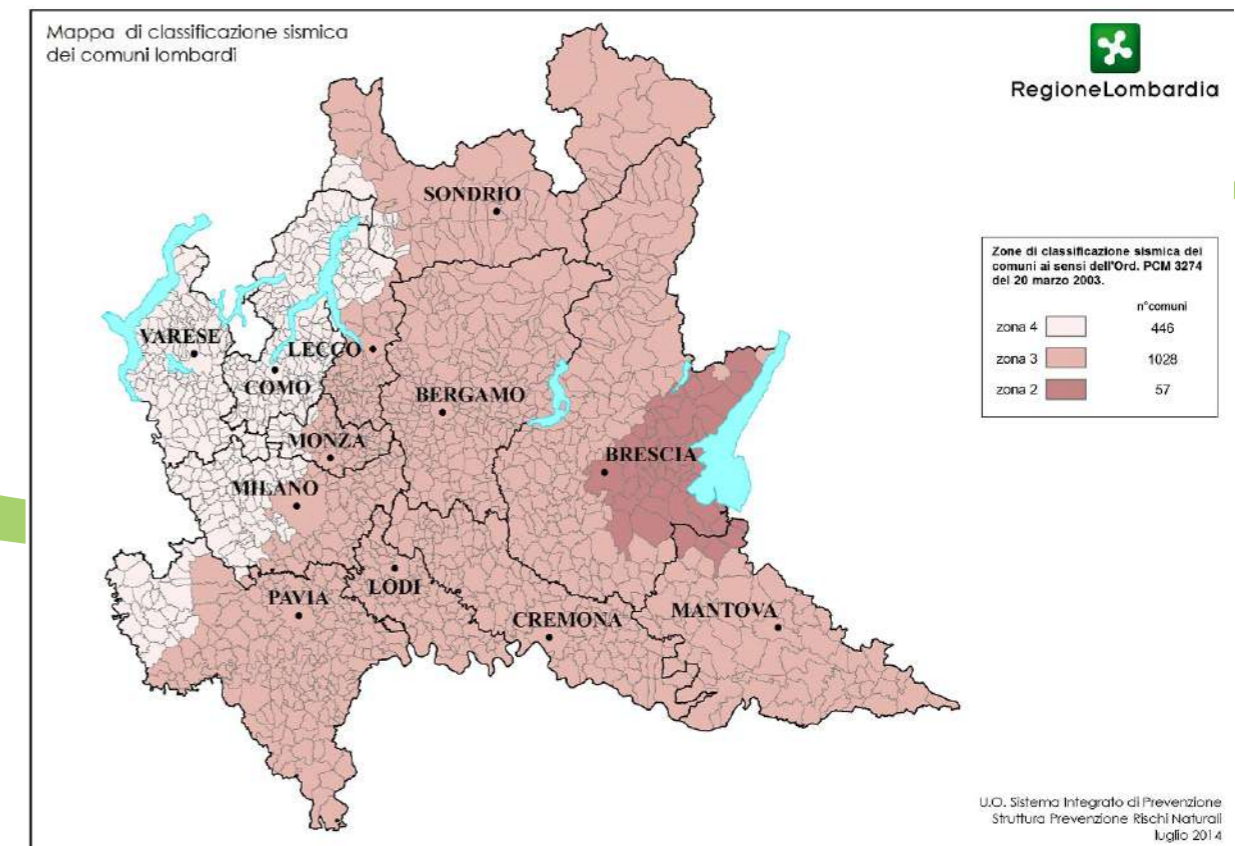 Mappa di classificazione sismica
dei comuni lombardi
RegioneLombardia
SONDRIO
Zone di classificazione sismica dei
comuni ai sensi dell'Ord. PCM 3274
del 20 marzo 2003.
n°comuni
zona 4 446
zona 3 1028
zona 2 57
VARESE
LECCO
COMO
BERGAMO
MONZA
BRESCIA
MILANO
LODI
PAVIA
MANTOVA
CREMONA
U.O. Sistema Integrato di Prevenzione
Struttura Prevenzione Rischi Naturali
luglio 2014